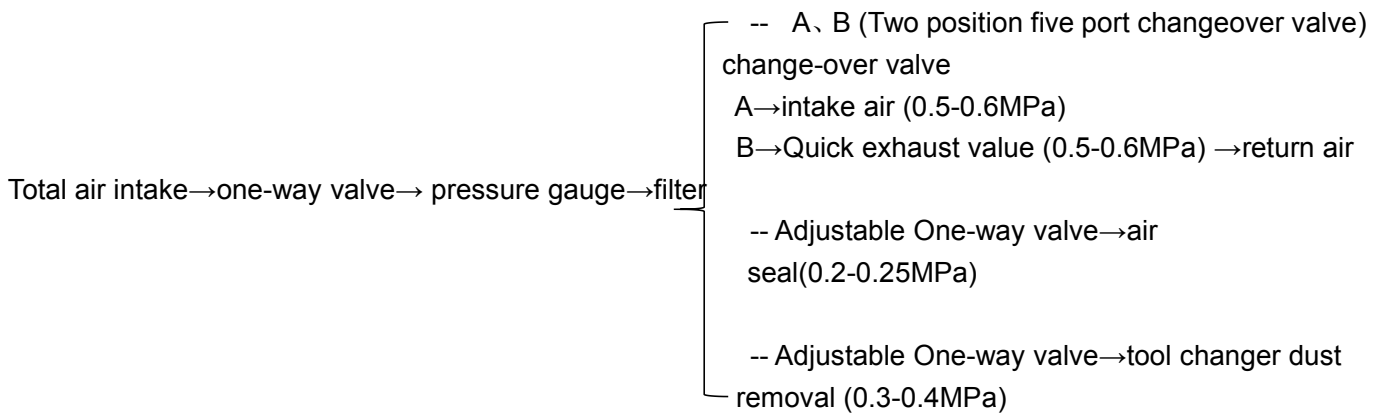 -- A、B (Two position five port changeover valve)
change-over valve
A→intake air (0.5-0.6MPa)
B→Quick exhaust value (0.5-0.6MPa) →return air
Total air intake→one-way valve→ pressure gauge→filter
-- Adjustable One-way valve→air
seal(0.2-0.25MPa)
-- Adjustable One-way valve→tool changer dust
removal (0.3-0.4MPa)